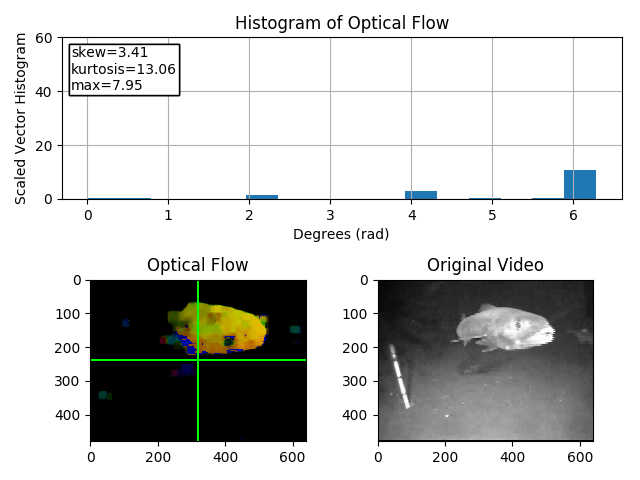 Histogram of Optical Flow
Scaled Vector Histogram
60
40
20
0
skew=3.41
kurtosis=13.06
max=7.95
0 1 2 3 4 5 6
Degrees (rad)
Optical Flow
0
100
200
300
400
0 200 400 600
Original Video
0
100
200
300
400
0 200 400 600